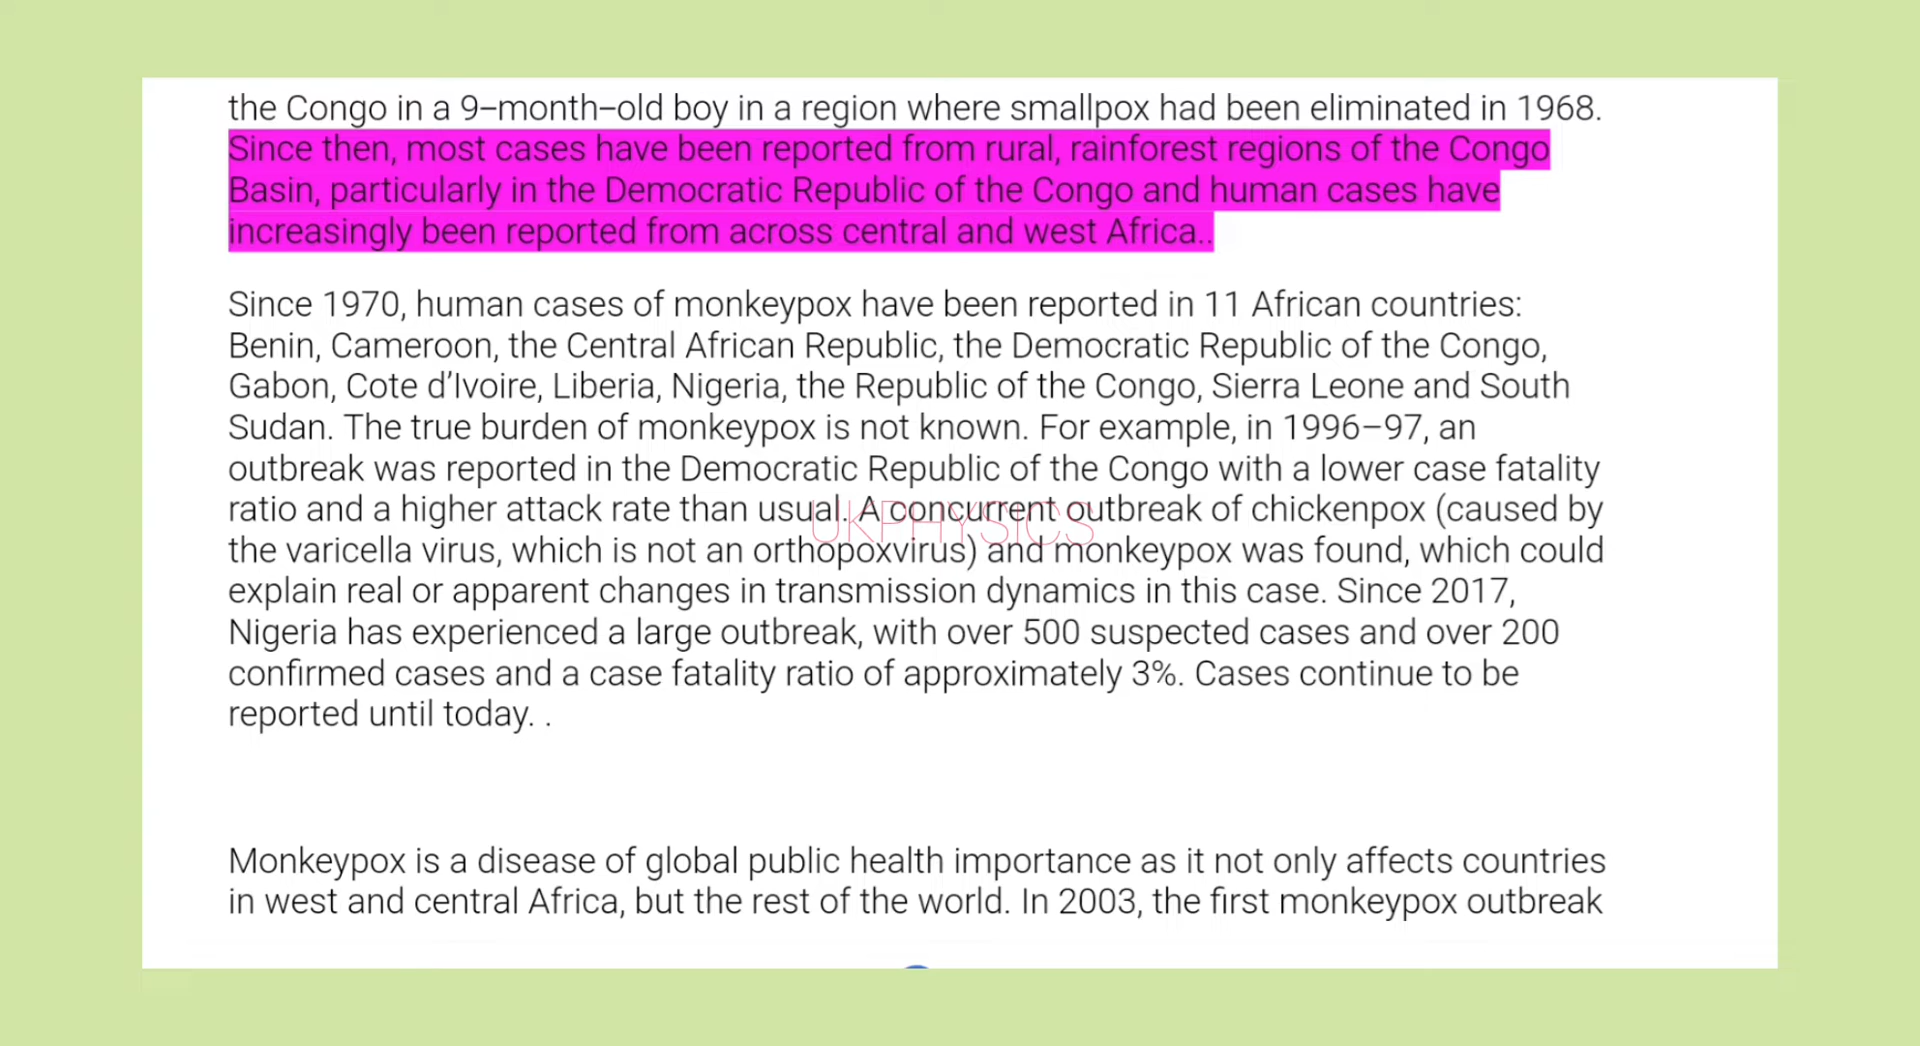 the Congo in a 9–month–old boy in a region where smallpox had been eliminated in 1968.
Since then, most cases have been reported from rural, rainforest regions of the Congo
Basin, particularly in the Democratic Republic of the Congo and human cases have
increasingly been reported from across central and west Africa..
Since 1970, human cases of monkeypox have been reported in 11 African countries:
Benin, Cameroon, the Central African Republic, the Democratic Republic of the Congo,
Gabon, Cote d’Ivoire, Liberia, Nigeria, the Republic of the Congo, Sierra Leone and South
Sudan. The true burden of monkeypox is not known. For example, in 1996–97, an
outbreak was reported in the Democratic Republic of the Congo with a lower case fatality
ratio and a higher attack rate than usual. A concurrent outbreak of chickenpox (caused by
UKPHYSICS
the varicella virus, which is not an orthopoxvirus) and monkeypox was found, which could
explain real or apparent changes in transmission dynamics in this case. Since 2017,
Nigeria has experienced a large outbreak, with over 500 suspected cases and over 200
confirmed cases and a case fatality ratio of approximately 3%. Cases continue to be
reported until today. .
Monkeypox is a disease of global public health importance as it not only affects countries
in west and central Africa, but the rest of the world. In 2003, the first monkeypox outbreak